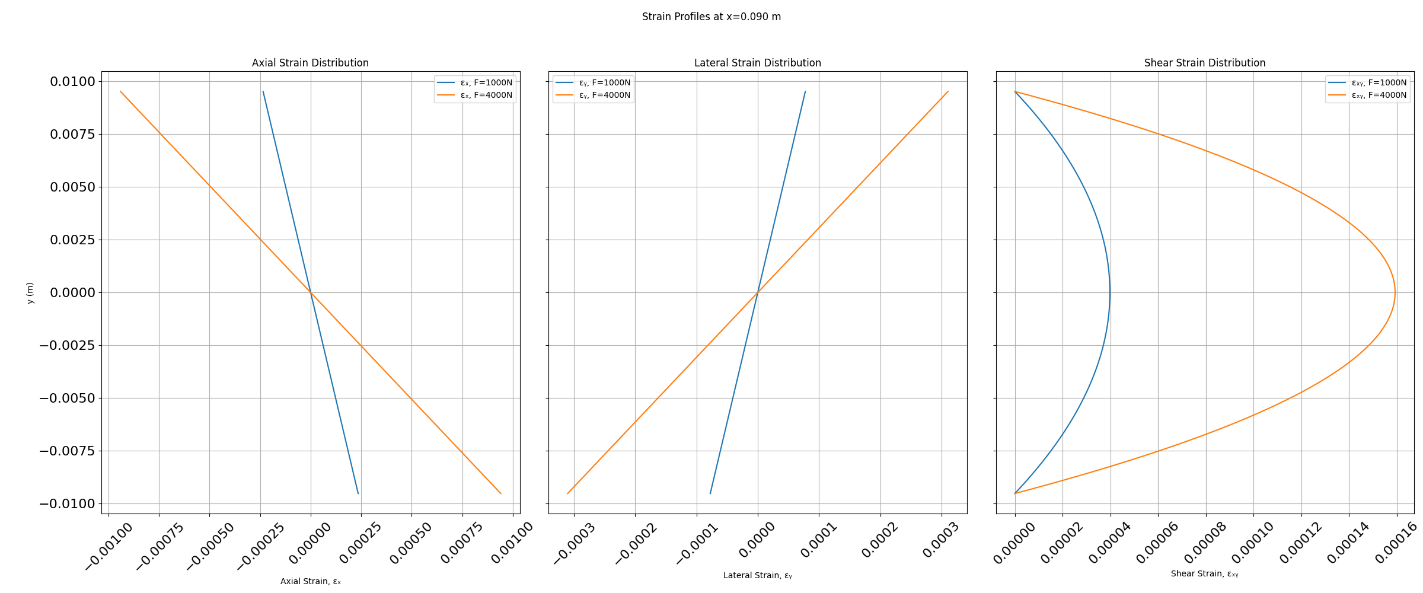 Strain Profiles at x=0.090 m
Axial Strain Distribution
εₓ, F=1000N
εₓ, F=4000N
0.0100
0.0075
0.0050
0.0025
0.0000
−0.0025
−0.0050
−0.0075
−0.0100
y (m)
−0.00100
−0.00075
−0.00050
−0.00025
0.00000
0.00025
0.00050
0.00075
0.00100
Axial Strain, εₓ
Lateral Strain Distribution
εᵧ, F=1000N
εᵧ, F=4000N
−0.0003
−0.0002
−0.0001
0.0000
0.0001
0.0002
0.0003
Lateral Strain, εᵧ
Shear Strain Distribution
εₓᵧ, F=1000N
εₓᵧ, F=4000N
0.00000
0.00002
0.00004
0.00006
0.00008
0.00010
0.00012
0.00014
0.00016
Shear Strain, εₓᵧ